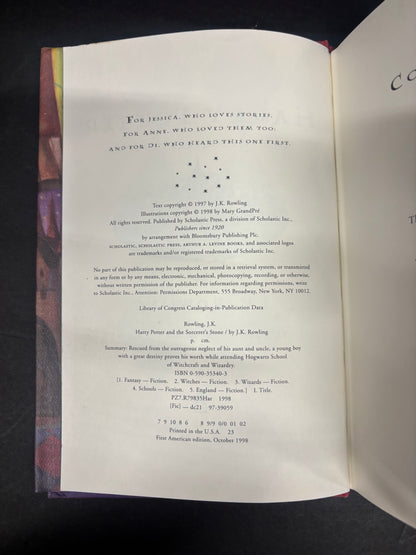 FOR JESSICA, WHO LOVES STORIES,
FOR ANNE, WHO LOVED THEM TOO;
AND FOR DI, WHO HEARD THIS ONE FIRST.
Text copyright © 1997 by J.K. Rowling
Illustrations copyright © 1998 by Mary GrandPré
All rights reserved. Published by Scholastic Press, a division of Scholastic Inc.,
Publishers since 1920
by arrangement with Bloomsbury Publishing Plc.
SCHOLASTIC, SCHOLASTIC PRESS, ARTHUR A. LEVINE BOOKS, and associated logos
are trademarks and/or registered trademarks of Scholastic Inc.
No part of this publication may be reproduced, or stored in a retrieval system, or transmitted
in any form or by any means, electronic, mechanical, photocopying, recording, or otherwise,
without written permission of the publisher. For information regarding permissions, write
to Scholastic Inc., Attention: Permissions Department, 555 Broadway, New York, NY 10012.
Library of Congress Cataloging-in-Publication Data
Rowling, J.K.
Harry Potter and the Sorcerer's Stone / by J.K. Rowling
p. cm.
Summary: Rescued from the outrageous neglect of his aunt and uncle, a young boy
with a great destiny proves his worth while attending Hogwarts School
of Witchcraft and Wizardry.
ISBN 0-590-35340-3
[1. Fantasy — Fiction. 2. Witches — Fiction. 3. Wizards — Fiction.
4. Schools — Fiction. 5. England — Fiction.] I. Title.
PZ7.R79835Har 1998
[Fic] — dc21 97-39059
7 9 10 8 6 8 9/9 0/0 01 02
Printed in the U.S.A. 23
First American edition, October 1998
CO
Th